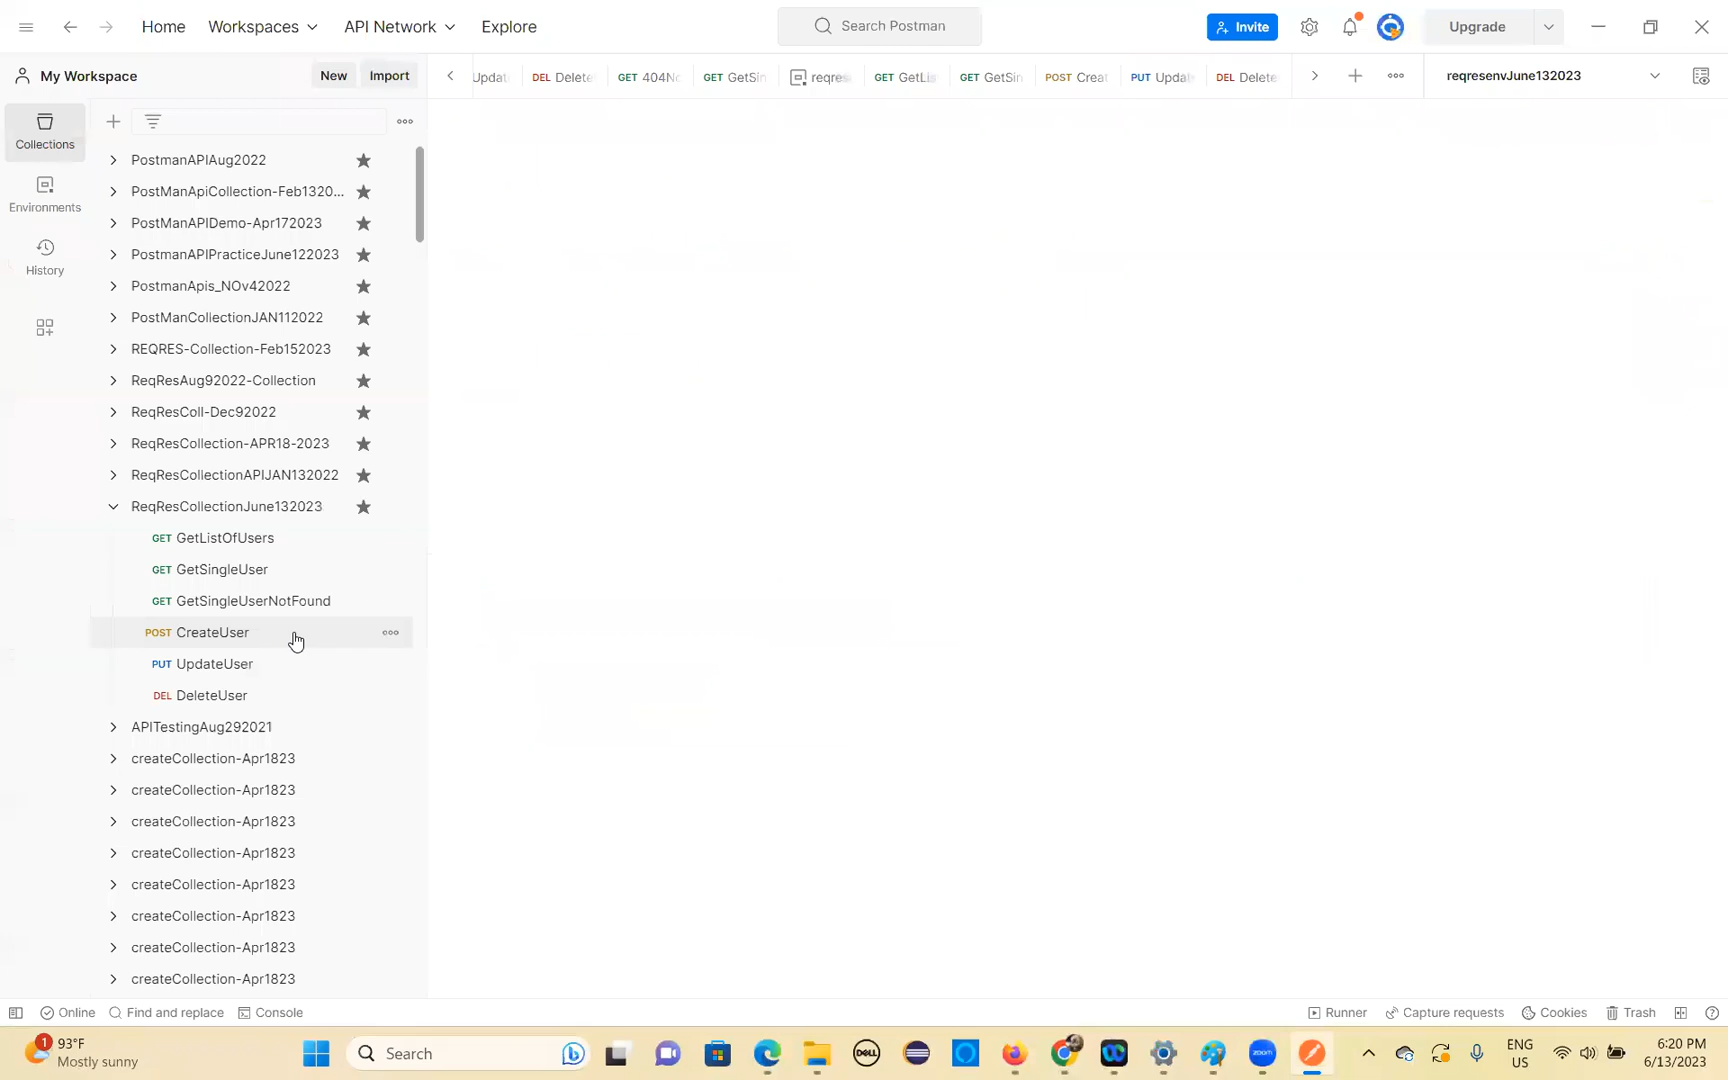 Home Workspaces API Network Explore Search Postman Invite Upgrade
My Workspace New Import Updat DEL Delete GET 404No GET GetSin reqres GET GetLis GET GetSin POST Creat PUT Updat DEL Delete reqresenvJune132023
Collections
Environments
History
PostmanAPIAug2022
PostManApiCollection-Feb1320...
PostManAPIDemo-Apr172023
PostmanAPIPracticeJune122023
PostmanApis_NOv42022
PostManCollectionJAN112022
REQRES-Collection-Feb152023
ReqResAug92022-Collection
ReqResColl-Dec92022
ReqResCollection-APR18-2023
ReqResCollectionAPIJAN132022
ReqResCollectionJune132023
GET GetListOfUsers
GET GetSingleUser
GET GetSingleUserNotFound
POST CreateUser
PUT UpdateUser
DEL DeleteUser
APITestingAug292021
createCollection-Apr1823
createCollection-Apr1823
createCollection-Apr1823
createCollection-Apr1823
createCollection-Apr1823
createCollection-Apr1823
createCollection-Apr1823
createCollection-Apr1823
Online Find and replace Console Runner Capture requests Cookies Trash
1 93°F
Mostly sunny
Search
DELL
zoom
ENG
US
6:20 PM
6/13/2023